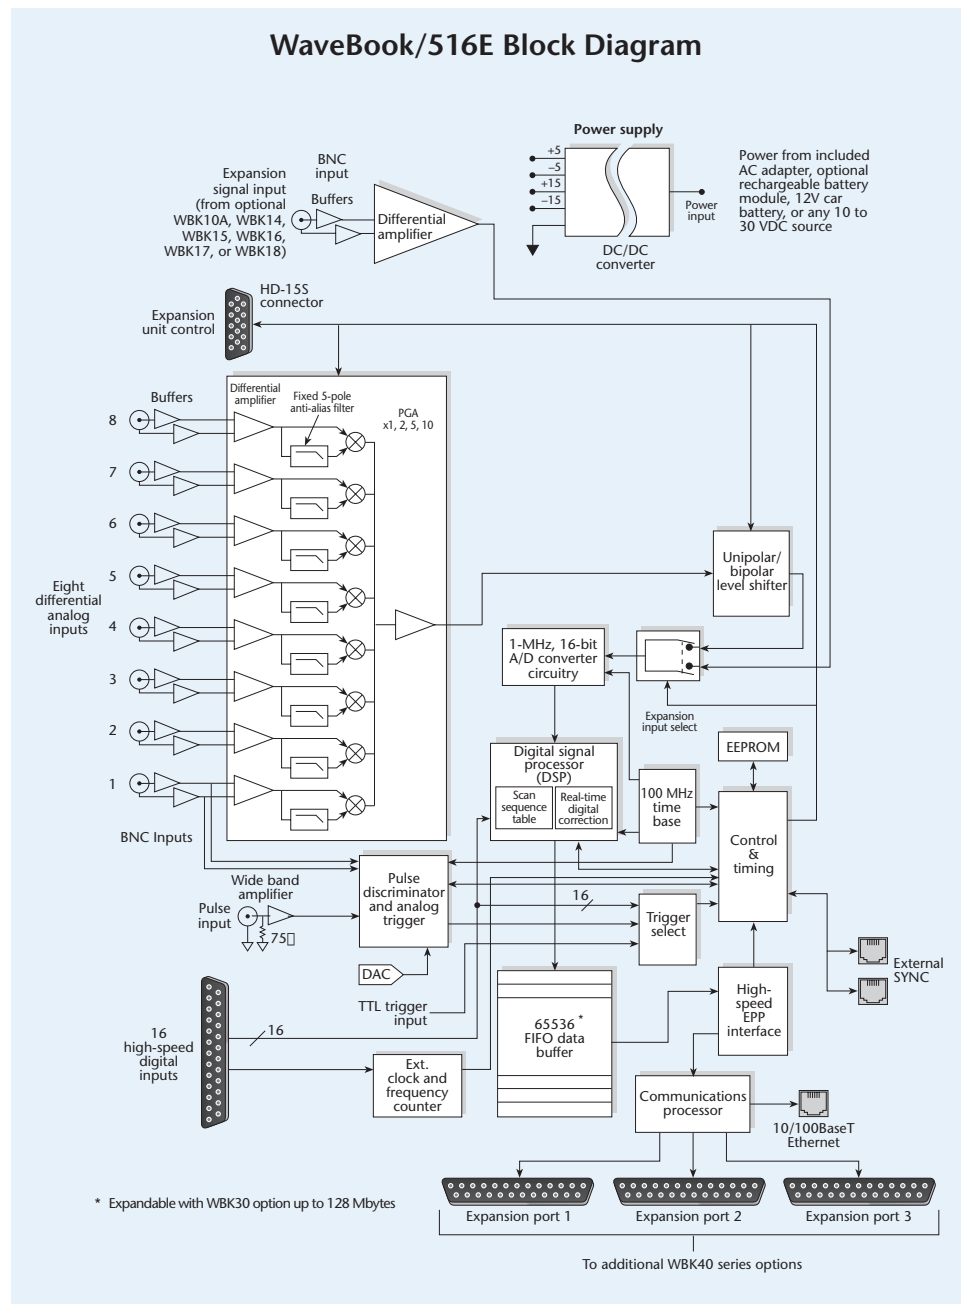 WaveBook/516E Block Diagram
Power supply
+5
–5
+15
–15
Power
input
DC/DC
converter
Power from included
AC adapter, optional
rechargeable battery
module, 12V car
battery, or any 10 to
30 VDC source
BNC
input
Expansion
signal input
(from optional
WBK10A, WBK14,
WBK15, WBK16,
WBK17, or WBK18)
Buffers
Differential
amplifier
HD-15S
connector
Expansion
unit control
Buffers
Differential
amplifier
Fixed 5-pole
anti-alias filter
PGA
x1, 2, 5, 10
8
7
6
5
4
3
2
1
Eight
differential
analog
inputs
BNC Inputs
Unipolar/
bipolar
level shifter
1-MHz, 16-bit
A/D converter
circuitry
Expansion
input select
EEPROM
Digital signal
processor
(DSP)
Scan
sequence
table
Real-time
digital
correction
100 MHz
time
base
Control
&
timing
Wide band
amplifier
Pulse
input
75▯
Pulse
discriminator
and analog
trigger
16
Trigger
select
DAC
TTL trigger
input
External
SYNC
High-
speed
EPP
interface
65536 *
FIFO data
buffer
16
high-speed
digital
inputs
16
Ext.
clock and
frequency
counter
Communications
processor
10/100BaseT
Ethernet
* Expandable with WBK30 option up to 128 Mbytes
Expansion port 1
Expansion port 2
Expansion port 3
To additional WBK40 series options